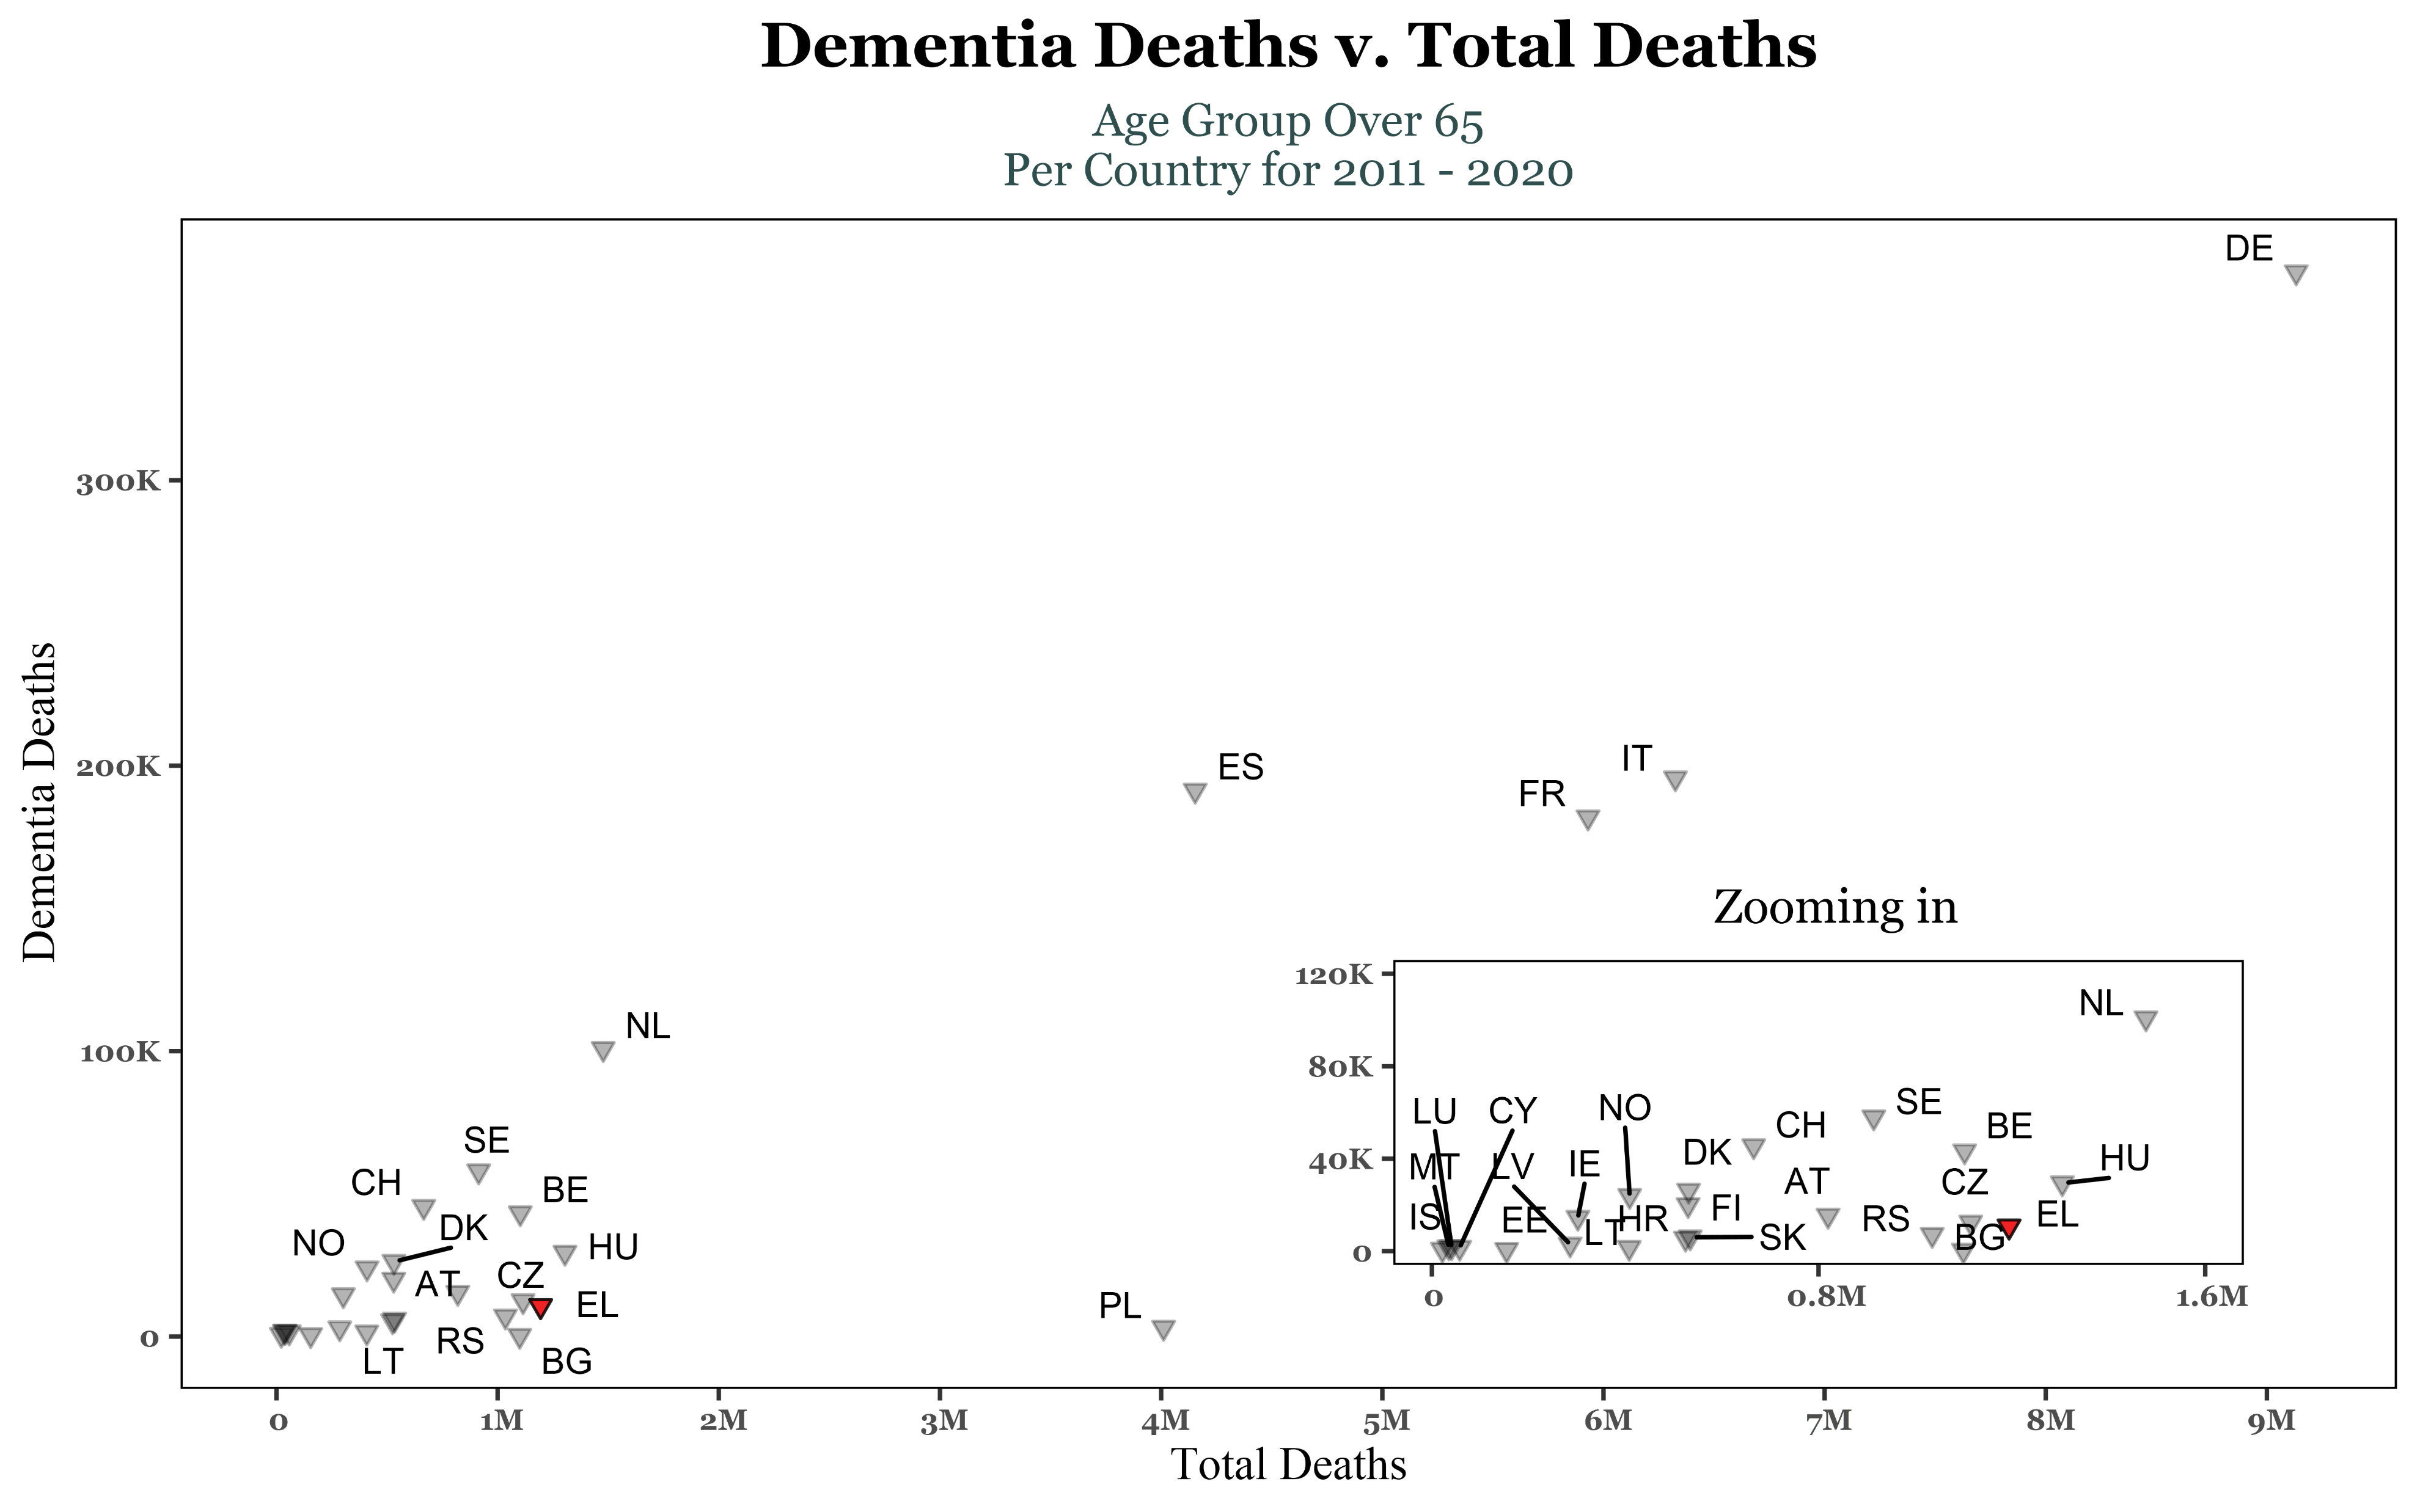 Dementia Deaths v. Total Deaths
Age Group Over 65
Per Country for 2011 - 2020
Dementia Deaths
300K
200K
100K
0
DE
ES
IT
FR
NL
SE
CH
BE
DK
NO
HU
CZ
AT
EL
PL
RS
LT
BG
Zooming in
120K
80K
40K
0
NL
SE
LU
CY
NO
CH
BE
DK
HU
MT
LV
IE
AT
CZ
IS
EE
LT
HR
FI
SK
RS
BG
EL
0
0.8M
1.6M
0
1M
2M
3M
4M
5M
6M
7M
8M
9M
Total Deaths